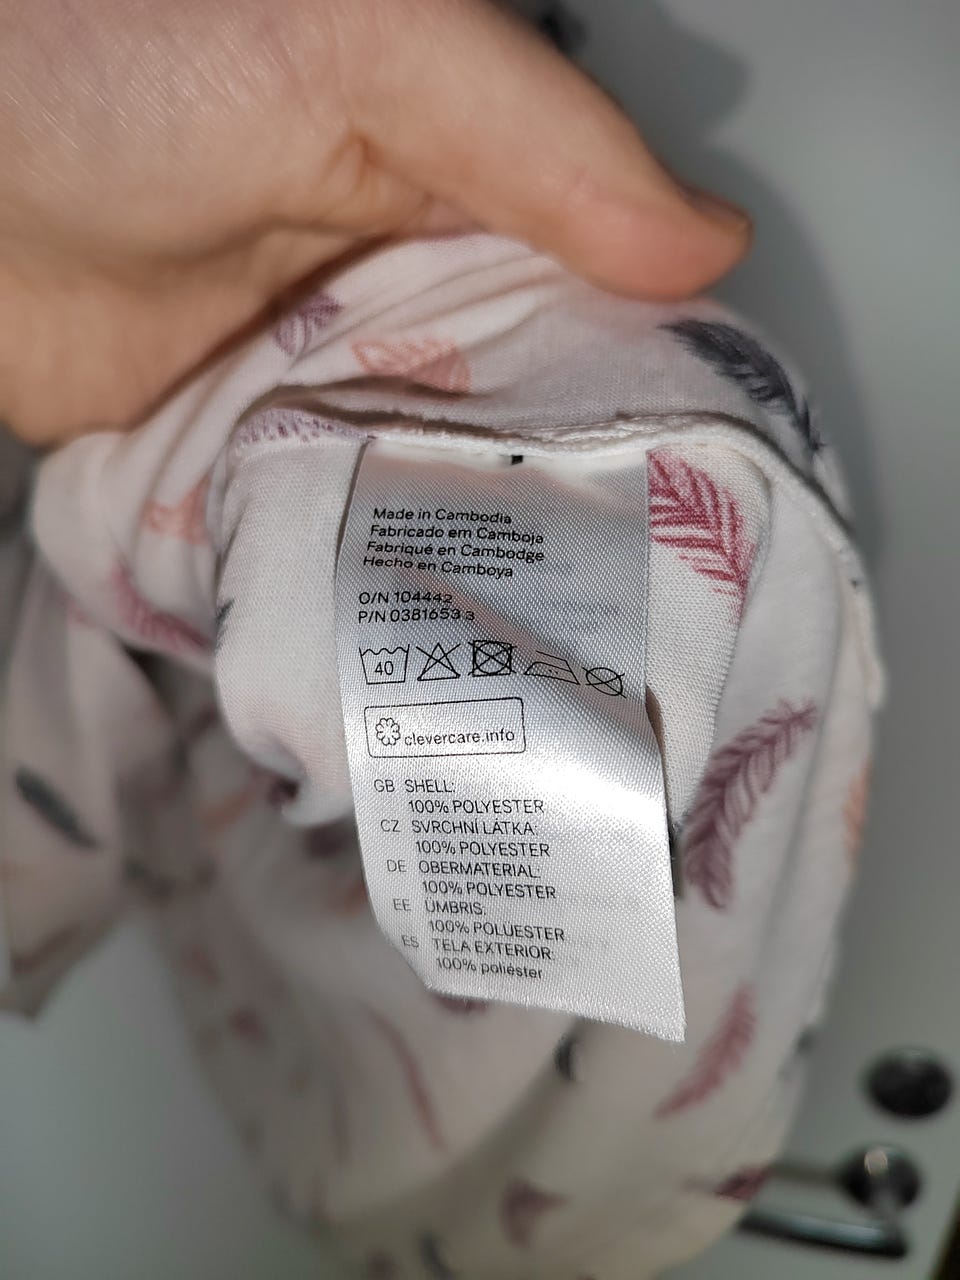 Made in Cambodia
Fabricado em Camboja
Fabriqué en Cambodge
Hecho en Camboya
O/N 104442
P/N 0381653 3
40
clevercare.info
GB SHELL:
100% POLYESTER
CZ SVRCHNÍ LÁTKA:
100% POLYESTER
DE OBERMATERIAL:
100% POLYESTER
EE ÜMBRIS:
100% POLÜESTER
ES TELA EXTERIOR:
100% poliéster